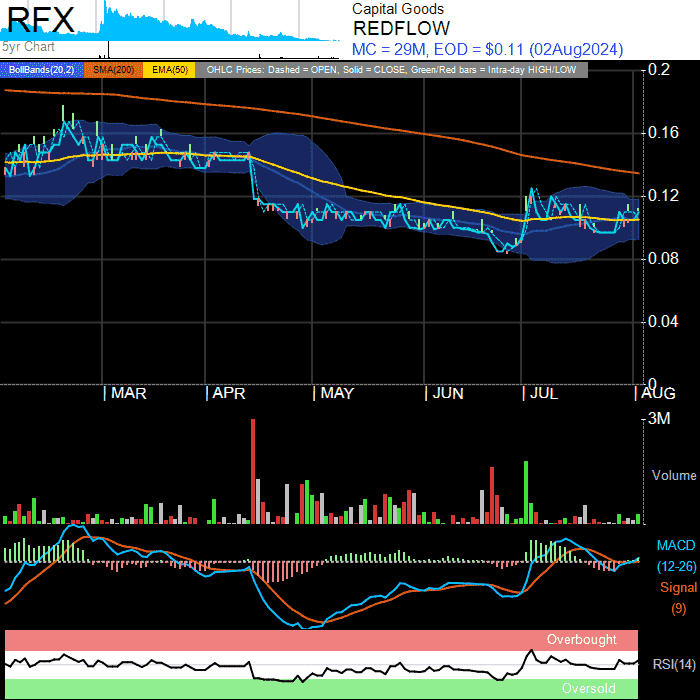 RFX
5yr Chart
Capital Goods
REDFLOW
MC = 29M, EOD = $0.11 (02Aug2024)
BollBands(20,2) SMA(200) EMA(50) OHLC Prices: Dashed = OPEN, Solid = CLOSE, Green/Red bars = Intra-day HIGH/LOW
0.2
0.16
0.12
0.08
0.04
0
MAR APR MAY JUN JUL AUG
3M
Volume
MACD
(12-26)
Signal
(9)
Overbought
RSI(14)
Oversold